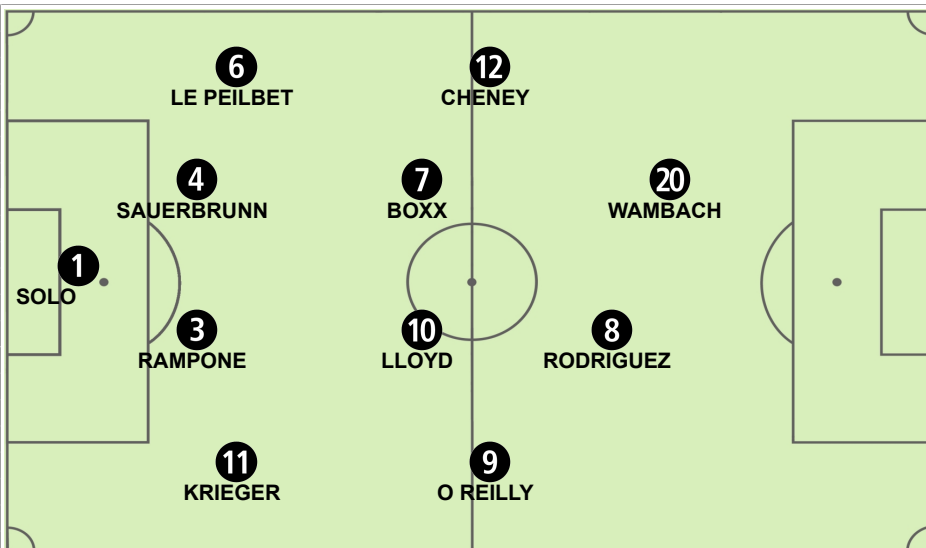 6
LE PEILBET
12
CHENEY
4
SAUERBRUNN
7
BOXX
20
WAMBACH
1
SOLO
3
RAMPONE
10
LLOYD
8
RODRIGUEZ
11
KRIEGER
9
O REILLY